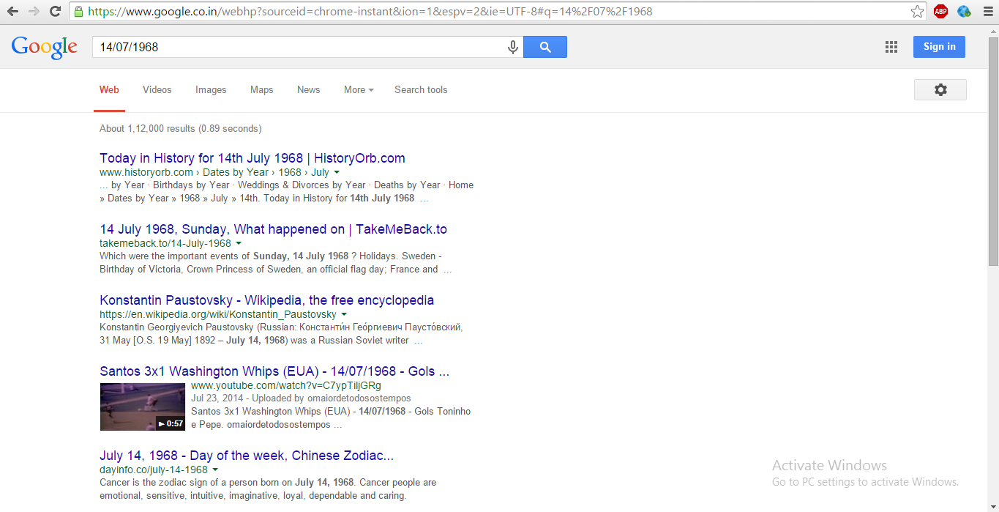 https://www.google.co.in/webhp?sourceid=chrome-instant&ion=1&espv=2&ie=UTF-8#q=14%2F07%2F1968
ABP
Google
14/07/1968
Sign in
Web Videos Images Maps News More Search tools
About 1,12,000 results (0.89 seconds)
Today in History for 14th July 1968 | HistoryOrb.com
www.historyorb.com › Dates by Year › 1968 › July
... by Year · Birthdays by Year · Weddings & Divorces by Year · Deaths by Year · Home
» Dates by Year » 1968 » July » 14th. Today in History for 14th July 1968 ...
14 July 1968, Sunday, What happened on | TakeMeBack.to
takemeback.to/14-July-1968
Which were the important events of Sunday, 14 July 1968 ? Holidays. Sweden -
Birthday of Victoria, Crown Princess of Sweden, an official flag day; France and ...
Konstantin Paustovsky - Wikipedia, the free encyclopedia
https://en.wikipedia.org/wiki/Konstantin_Paustovsky
Konstantin Georgiyevich Paustovsky (Russian: Константи́н Гео́ргиевич Паусто́вский,
31 May [O.S. 19 May] 1892 – July 14, 1968) was a Russian Soviet writer ...
Santos 3x1 Washington Whips (EUA) - 14/07/1968 - Gols ...
www.youtube.com/watch?v=C7ypTiljGRg
Jul 23, 2014 - Uploaded by omaiordetodosostempos
Santos 3x1 Washington Whips (EUA) - 14/07/1968 - Gols Toninho
e Pepe. omaiordetodosostempos ...
0:57
July 14, 1968 - Day of the week, Chinese Zodiac...
dayinfo.co/july-14-1968
Cancer is the zodiac sign of a person born on July 14, 1968. Cancer people are
emotional, sensitive, intuitive, imaginative, loyal, dependable and caring.
Activate Windows
Go to PC settings to activate Windows.